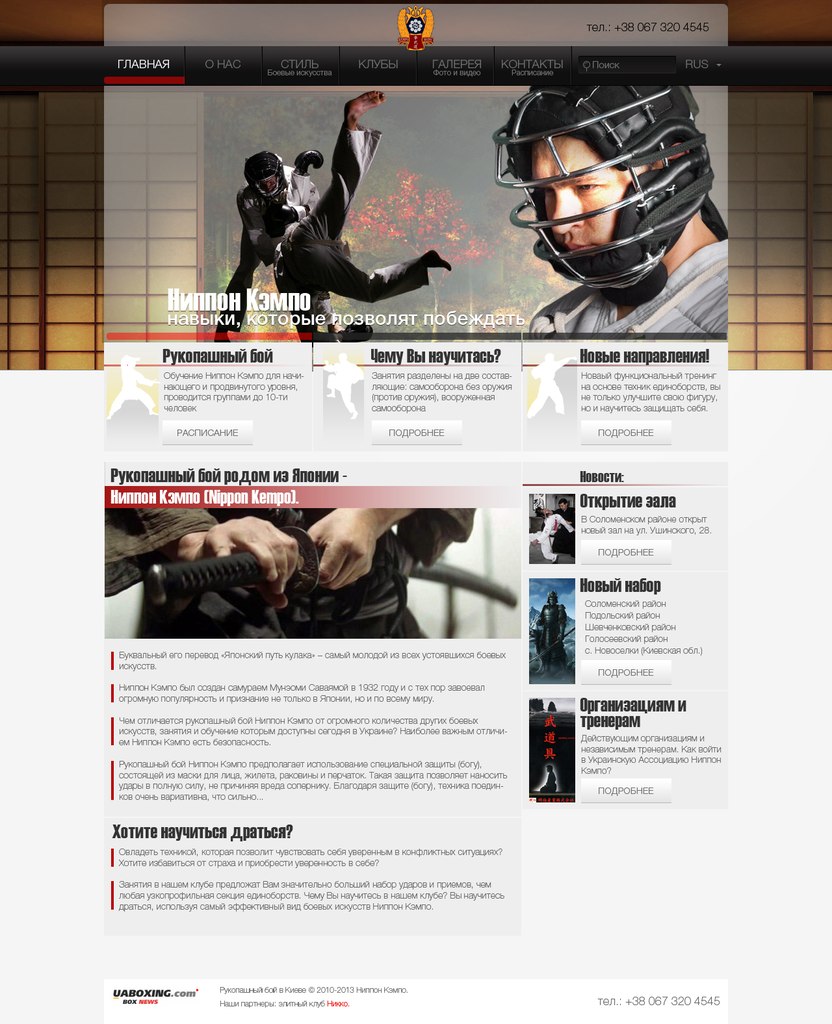 тел.: +38 067 320 4545
ГЛАВНАЯ
О НАС
СТИЛЬ
Боевые искусства
КЛУБЫ
ГАЛЕРЕЯ
Фото и видео
КОНТАКТЫ
Расписание
Поиск
RUS
Ниппон Кэмпо
навыки, которые позволят побеждать
Рукопашный бой
Обучение Ниппон Кэмпо для начи-
нающего и продвинутого уровня,
проводится группами до 10-ти
человек
РАСПИСАНИЕ
Чему Вы научитась?
Занятия разделены на две состав-
ляющие: самооборона без оружия
(против оружия), вооруженная
самооборона
ПОДРОБНЕЕ
Новые направления!
Новаый функциональный тренинг
на основе техник единоборств, вы
не только улучшите свою фигуру,
но и научитесь защищать себя.
ПОДРОБНЕЕ
Рукопашный бой родом из Японии -
Ниппон Кэмпо (Nippon Kempo).
Буквальный его перевод «Японский путь кулака» – самый молодой из всех устоявшихся боевых
искусств.
Ниппон Кэмпо был создан самураем Мунэоми Саваямой в 1932 году и с тех пор завоевал
огромную популярность и признание не только в Японии, но и по всему миру.
Чем отличается рукопашный бой Ниппон Кэмпо от огромного количества других боевых
искусств, занятия и обучение которым доступны сегодня в Украине? Наиболее важным отличи-
ем Ниппон Кэмпо есть безопасность.
Рукопашный бой Ниппон Кэмпо предполагает использование специальной защиты (богу),
состоящей из маски для лица, жилета, раковины и перчаток. Такая защита позволяет наносить
удары в полную силу, не причиняя вреда сопернику. Благодаря защите (богу), техника поедин-
ков очень вариативна, что сильно...
Хотите научиться драться?
Овладеть техникой, которая позволит чувствовать себя уверенным в конфликтных ситуациях?
Хотите избавиться от страха и приобрести уверенность в себе?
Занятия в нашем клубе предложат Вам значительно больший набор ударов и приемов, чем
любая узкопрофильная секция единоборств. Чему Вы научитесь в нашем клубе? Вы научитесь
драться, используя самый эффективный вид боевых искусств Ниппон Кэмпо.
Новости:
Открытие зала
В Соломенском районе открыт
новый зал на ул. Ушинского, 28.
ПОДРОБНЕЕ
Новый набор
Соломенский район
Подольский район
Шевченковский район
Голосеевский район
с. Новоселки (Киевская обл.)
ПОДРОБНЕЕ
武道具
Организациям и
тренерам
Действующим организациям и
независимым тренерам. Как войти
в Украинскую Ассоциацию Ниппон
Кэмпо?
ПОДРОБНЕЕ
UABOXING.com
BOX NEWS
Рукопашный бой в Киеве © 2010-2013 Ниппон Кэмпо.
Наши партнеры: элитный клуб Никко.
тел.: +38 067 320 4545